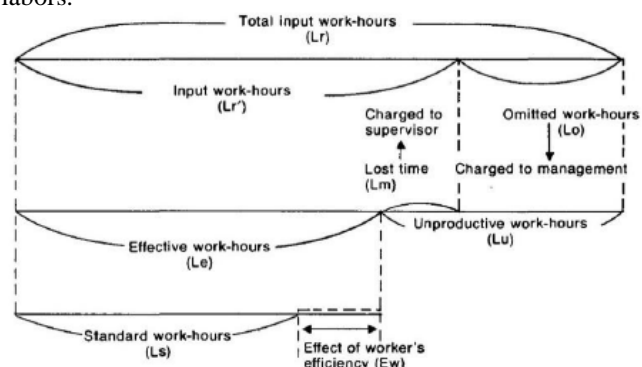 labors.
Total input work-hours
(Lr)
Input work-hours
(Lr')
Charged to
supervisor
Omitted work-hours
(Lo)
Lost time
(Lm)
Charged to management
Effective work-hours
(Le)
Unproductive work-hours
(Lu)
Standard work-hours
(Ls)
Effect of worker's
efficiency (Ew)